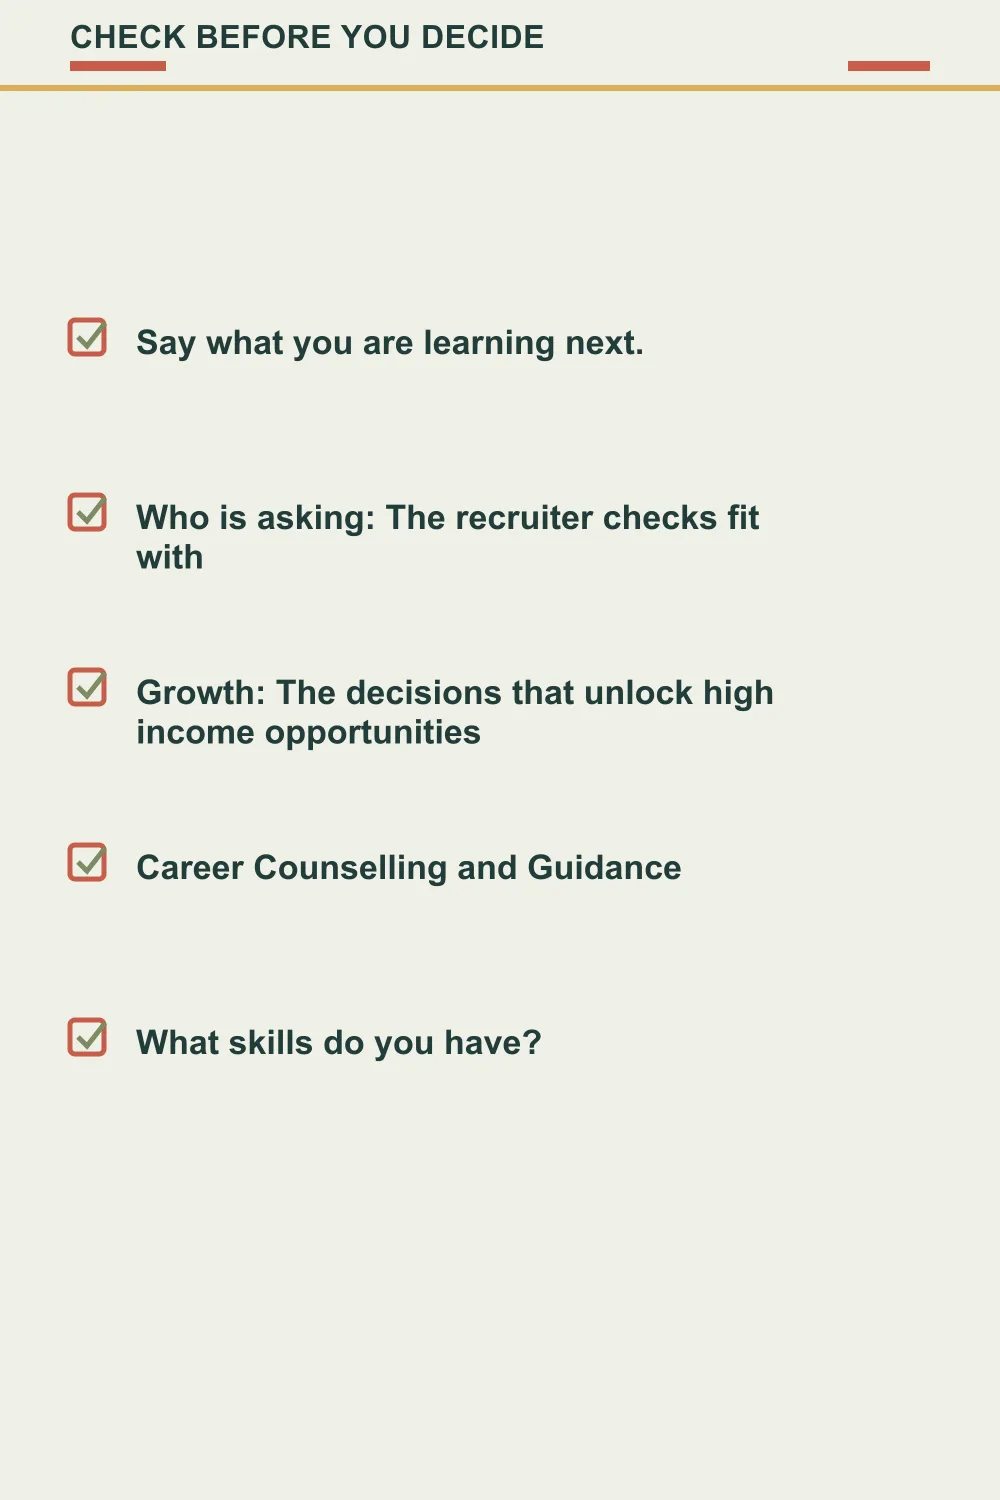 CHECK BEFORE YOU DECIDE
Say what you are learning next.
Who is asking: The recruiter checks fit
with
Growth: The decisions that unlock high
income opportunities
Career Counselling and Guidance
What skills do you have?